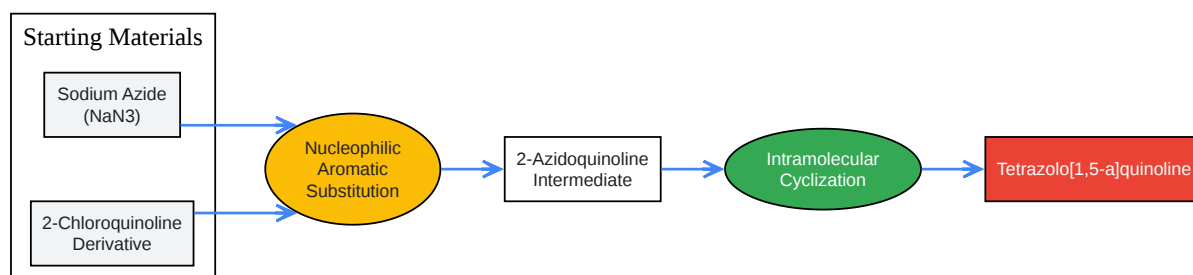 Starting Materials
Sodium Azide
(NaN3)
2-Chloroquinoline
Derivative
Nucleophilic
Aromatic
Substitution
2-Azidoquinoline
Intermediate
Intramolecular
Cyclization
Tetrazolo[1,5-a]quinoline